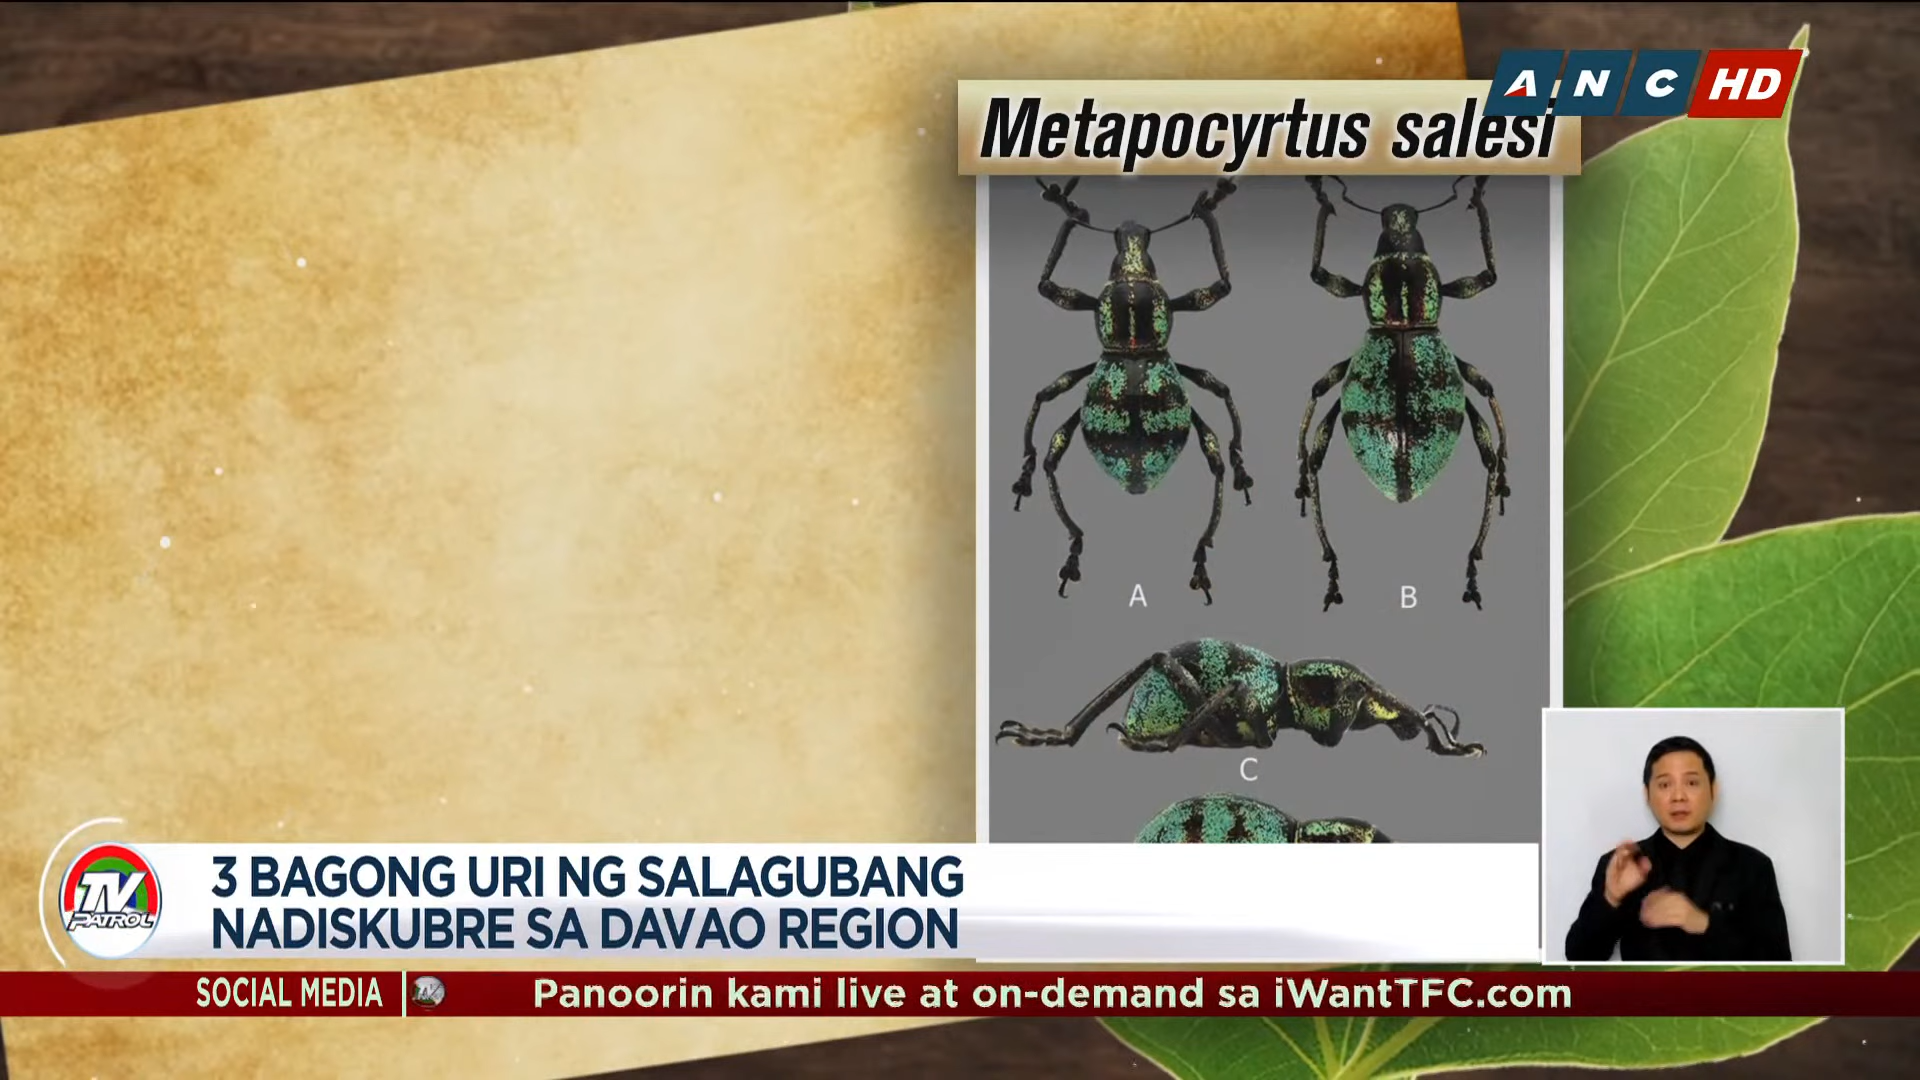 ANC HD
Metapocyrtus salesi
A
B
C
TV PATROL
3 BAGONG URI NG SALAGUBANG
NADISKUBRE SA DAVAO REGION
SOCIAL MEDIA
Panoorin kami live at on-demand sa iWantTFC.com